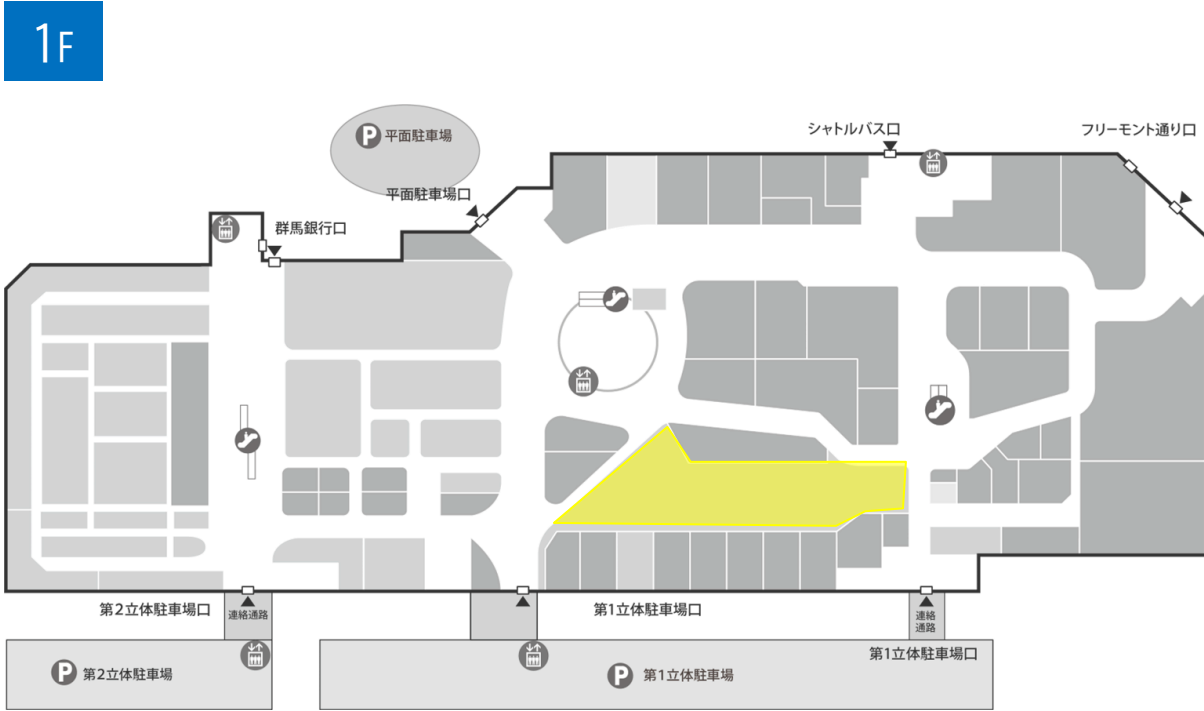 1F
P 平面駐車場
シャトルバス口
フリーモント通り口
平面駐車場口
群馬銀行口
第2立体駐車場口
連絡通路
第1立体駐車場口
連絡
通路
第1立体駐車場口
P 第2立体駐車場
P 第1立体駐車場